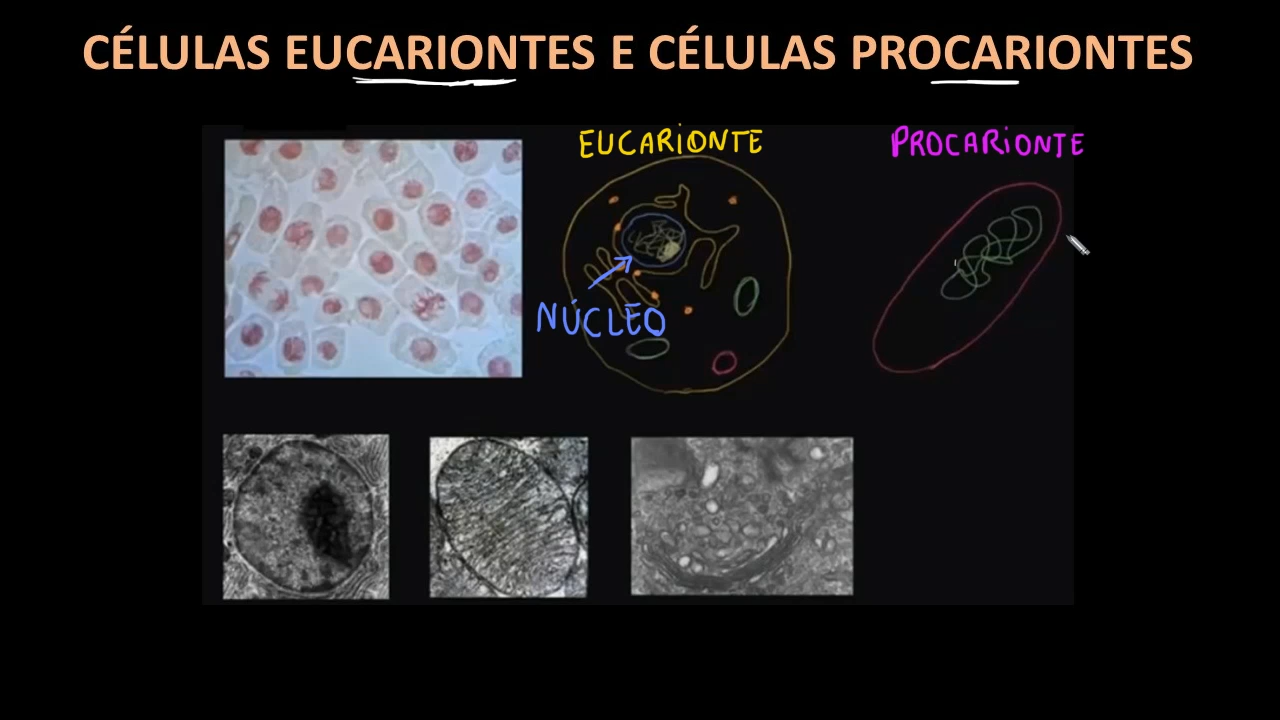 CÉLULAS EUCARIONTES E CÉLULAS PROCARIONTES
EUCARIONTE
PROCARIONTE
NÚCLEO